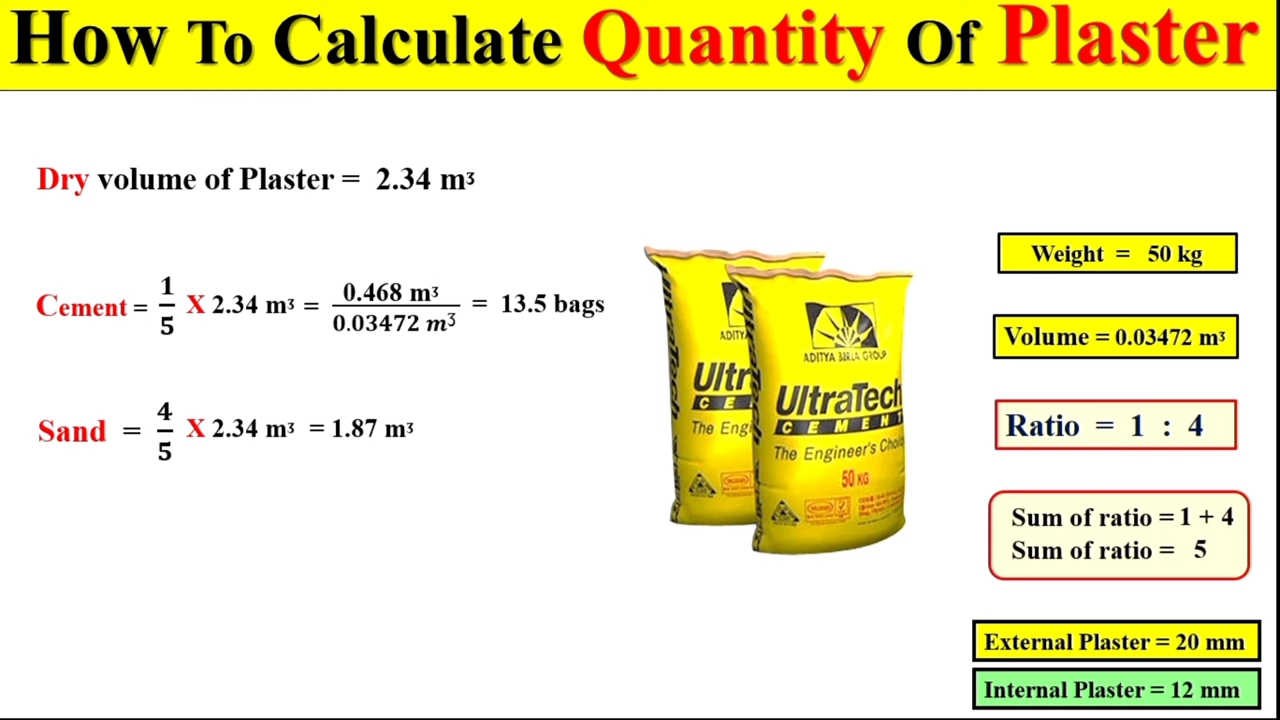 How To Calculate Quantity Of Plaster
Dry volume of Plaster = 2.34 m³
Cement = 1/5 X 2.34 m³ = 0.468 m³ / 0.03472 m³ = 13.5 bags
Sand = 4/5 X 2.34 m³ = 1.87 m³
ADITYA BIRLA GROUP
UltraTech
CEMENT
The Engineer's
50 KG
Weight = 50 kg
Volume = 0.03472 m³
Ratio = 1 : 4
Sum of ratio = 1 + 4
Sum of ratio = 5
External Plaster = 20 mm
Internal Plaster = 12 mm